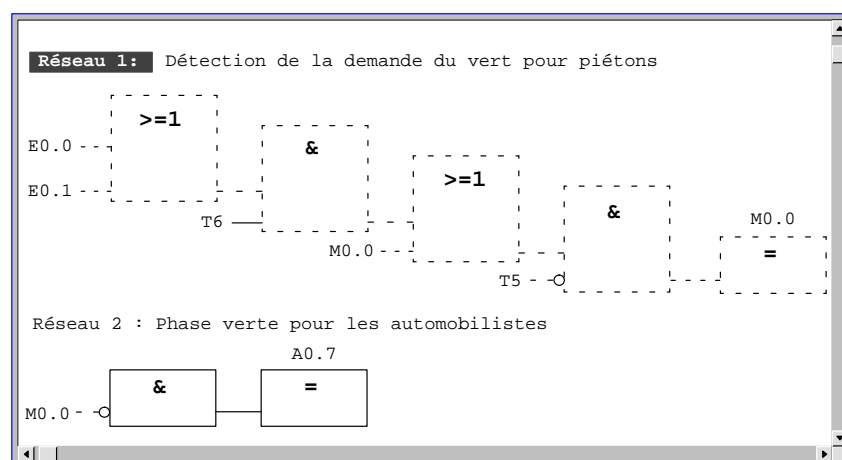 Réseau 1: Détection de la demande du vert pour piétons
>=1
E0.0
&
>=1
E0.1
&
T6
M0.0
M0.0
=
T5
Réseau 2 : Phase verte pour les automobilistes
A0.7
& =
M0.0